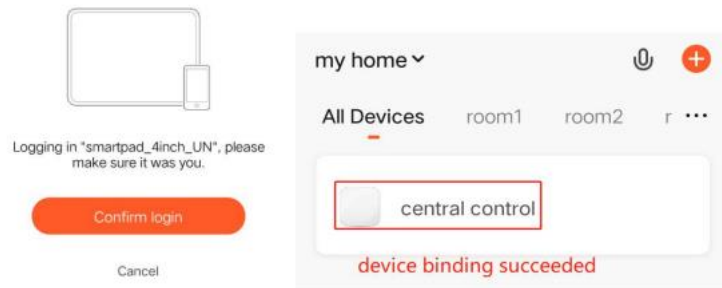 Logging in "smartpad_4inch_UN", please
make sure it was you.
Confirm login
Cancel
my home
All Devices room1 room2 r ...
central control
device binding succeeded